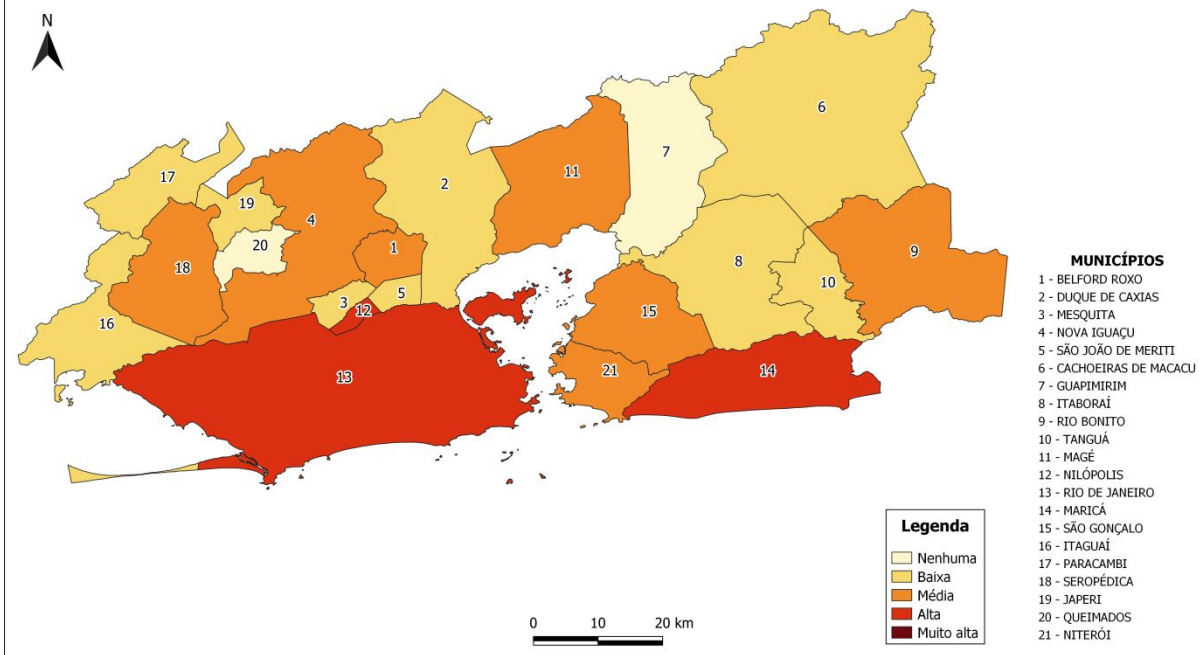 N
6
7
17
11
2
19
4
20
1
9
18
8
10
5
3
12
15
16
14
21
13
MUNICÍPIOS
1 - BELFORD ROXO
2 - DUQUE DE CAXIAS
3 - MESQUITA
4 - NOVA IGUAÇU
5 - SÃO JOÃO DE MERITI
6 - CACHOEIRAS DE MACACU
7 - GUAPIMIRIM
8 - ITABORAÍ
9 - RIO BONITO
10 - TANGUÁ
11 - MAGÉ
12 - NILÓPOLIS
13 - RIO DE JANEIRO
14 - MARICÁ
15 - SÃO GONÇALO
16 - ITAGUAÍ
17 - PARACAMBI
18 - SEROPÉDICA
19 - JAPERI
20 - QUEIMADOS
21 - NITERÓI
Legenda
Nenhuma
Baixa
Média
Alta
Muito alta
0 10 20 km